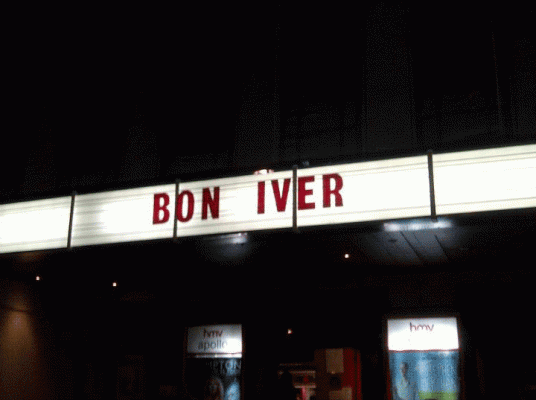 BON IVER
hmv
apollo
hmv